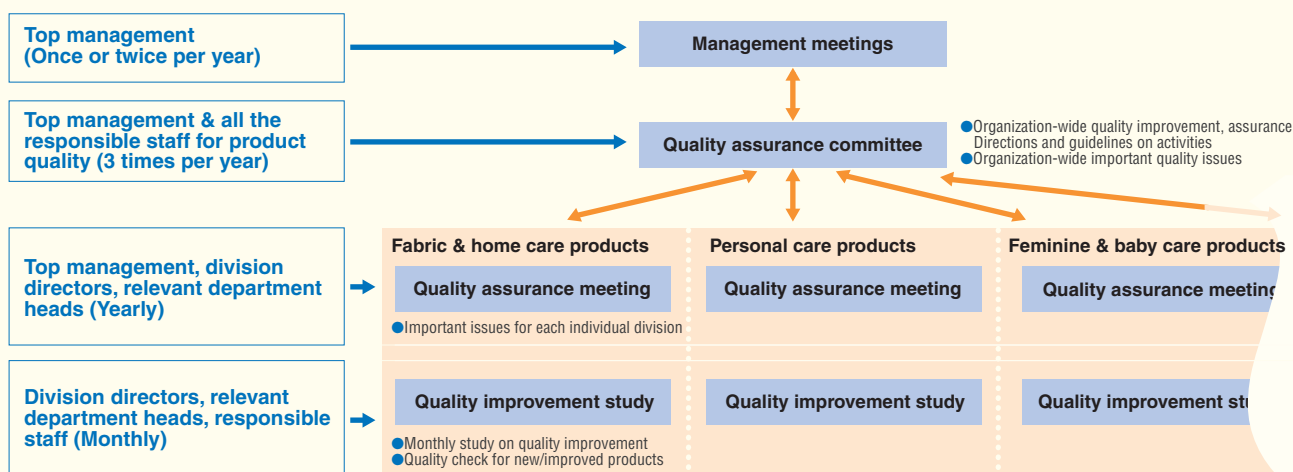 Top management
(Once or twice per year)
Management meetings
Top management & all the
responsible staff for product
quality (3 times per year)
Quality assurance committee
●Organization-wide quality improvement, assurance
Directions and guidelines on activities
●Organization-wide important quality issues
Top management, division
directors, relevant department
heads (Yearly)
Fabric & home care products
Quality assurance meeting
●Important issues for each individual division
Personal care products
Quality assurance meeting
Feminine & baby care products
Quality assurance meeting
Division directors, relevant
department heads, responsible
staff (Monthly)
Quality improvement study
●Monthly study on quality improvement
●Quality check for new/improved products
Quality improvement study
Quality improvement